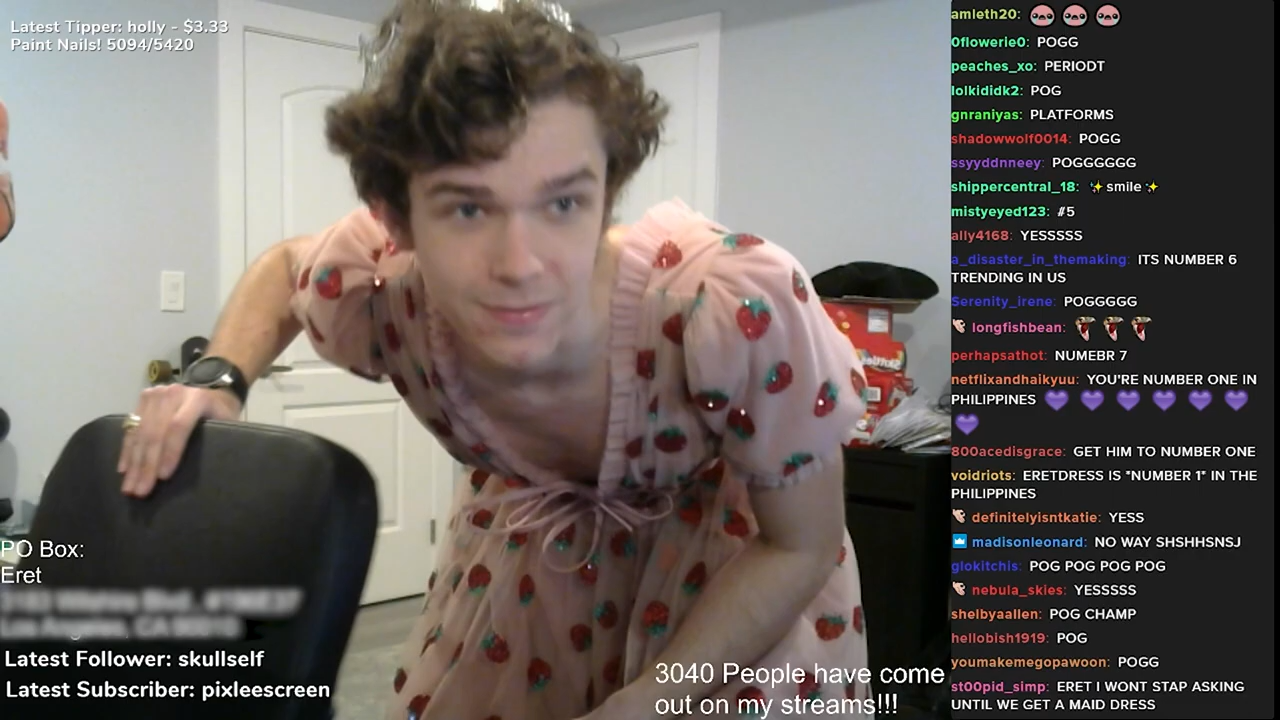 Latest Tipper: holly - $3.33
Paint Nails! 5094/5420
PO Box:
Eret
Latest Follower: skullself
Latest Subscriber: pixleescreen
3040 People have come
out on my streams!!!
amleth20:
0flowerie0: POGG
peaches_xo: PERIODT
lolkididk2: POG
gnraniyas: PLATFORMS
shadowwolf0014: POGG
ssyyddnneey: POGGGGGG
shippercentral_18: ✨smile✨
mistyeyed123: #5
ally4168: YESSSSS
a_disaster_in_themaking: ITS NUMBER 6
TRENDING IN US
Serenity_irene: POGGGGG
longfishbean:
perhapsathot: NUMEBR 7
netflixandhaikyuu: YOU'RE NUMBER ONE IN
PHILIPPINES 💜 💜 💜 💜 💜 💜
💜
800acedisgrace: GET HIM TO NUMBER ONE
voidriots: ERETDRESS IS "NUMBER 1" IN THE
PHILIPPINES
definitelyisntkatie: YESS
madisonleonard: NO WAY SHSHHSNSJ
glokitchis: POG POG POG POG
nebula_skies: YESSSSS
shelbyaallen: POG CHAMP
hellobish1919: POG
youmakemegopawoon: POGG
st00pid_simp: ERET I WONT STAP ASKING
UNTIL WE GET A MAID DRESS